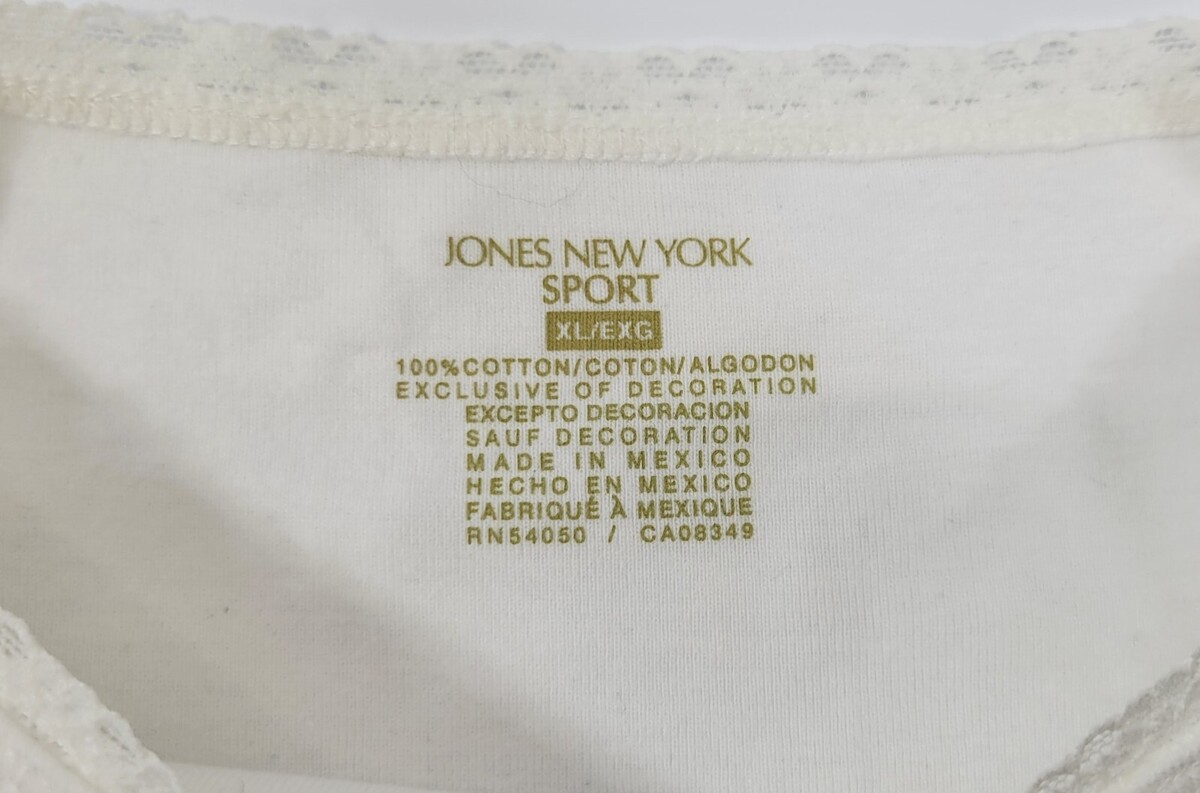 JONES NEW YORK
SPORT
XL/EXG
100%COTTON/COTON/ALGODON
EXCLUSIVE OF DECORATION
EXCEPTO DECORACION
SAUF DECORATION
MADE IN MEXICO
HECHO EN MEXICO
FABRIQUÉ À MEXIQUE
RN54050 / CA08349